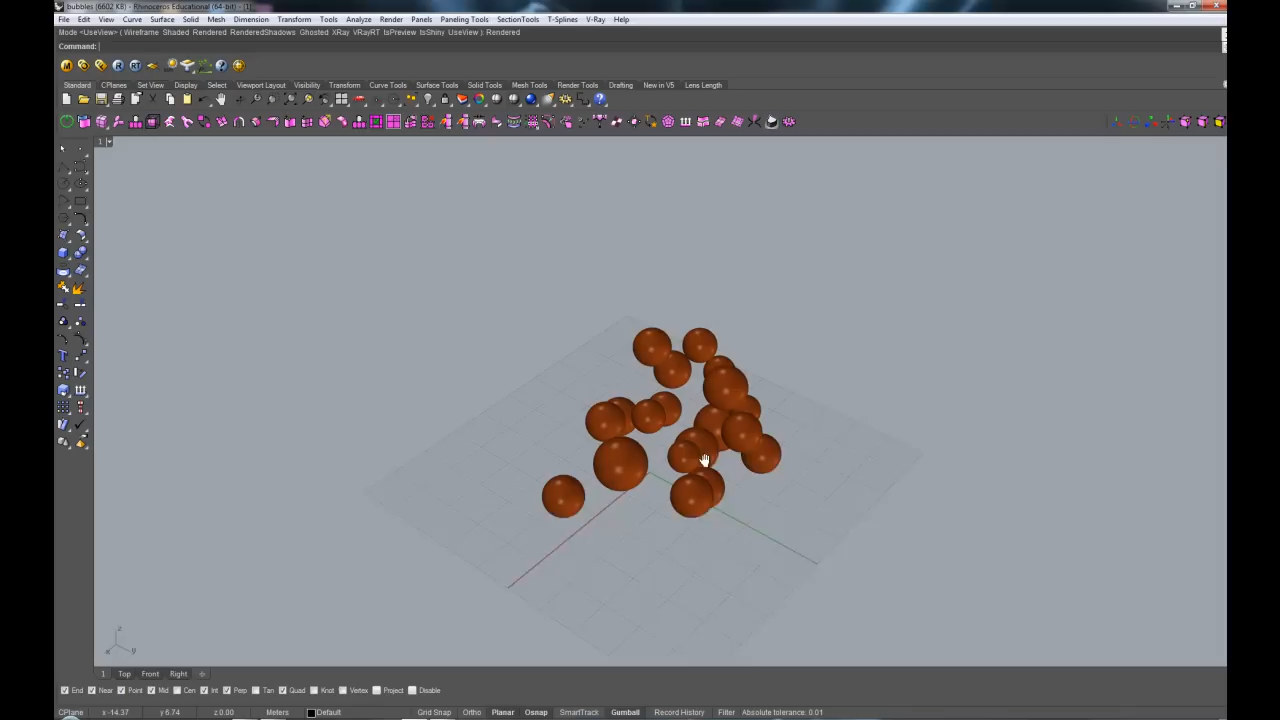 bubbles (6602 KB) - Rhinoceros Educational (64-bit) - [1]
File Edit View Curve Surface Solid Mesh Dimension Transform Tools Analyze Render Panels Paneling Tools SectionTools T-Splines V-Ray Help
Mode <UseView> ( Wireframe Shaded Rendered RenderedShadows Ghosted XRay VRayRT tsPreview tsShiny UseView ): Rendered
Command:
Standard CPlanes Set View Display Select Viewport Layout Visibility Transform Curve Tools Surface Tools Solid Tools Mesh Tools Render Tools Drafting New in V5 Lens Length
1
z
x y
1 Top Front Right
End Near Point Mid Cen Int Perp Tan Quad Knot Vertex Project Disable
CPlane x -14.37 y 6.74 z 0.00 Meters Default Grid Snap Ortho Planar Osnap SmartTrack Gumball Record History Filter Absolute tolerance: 0.01